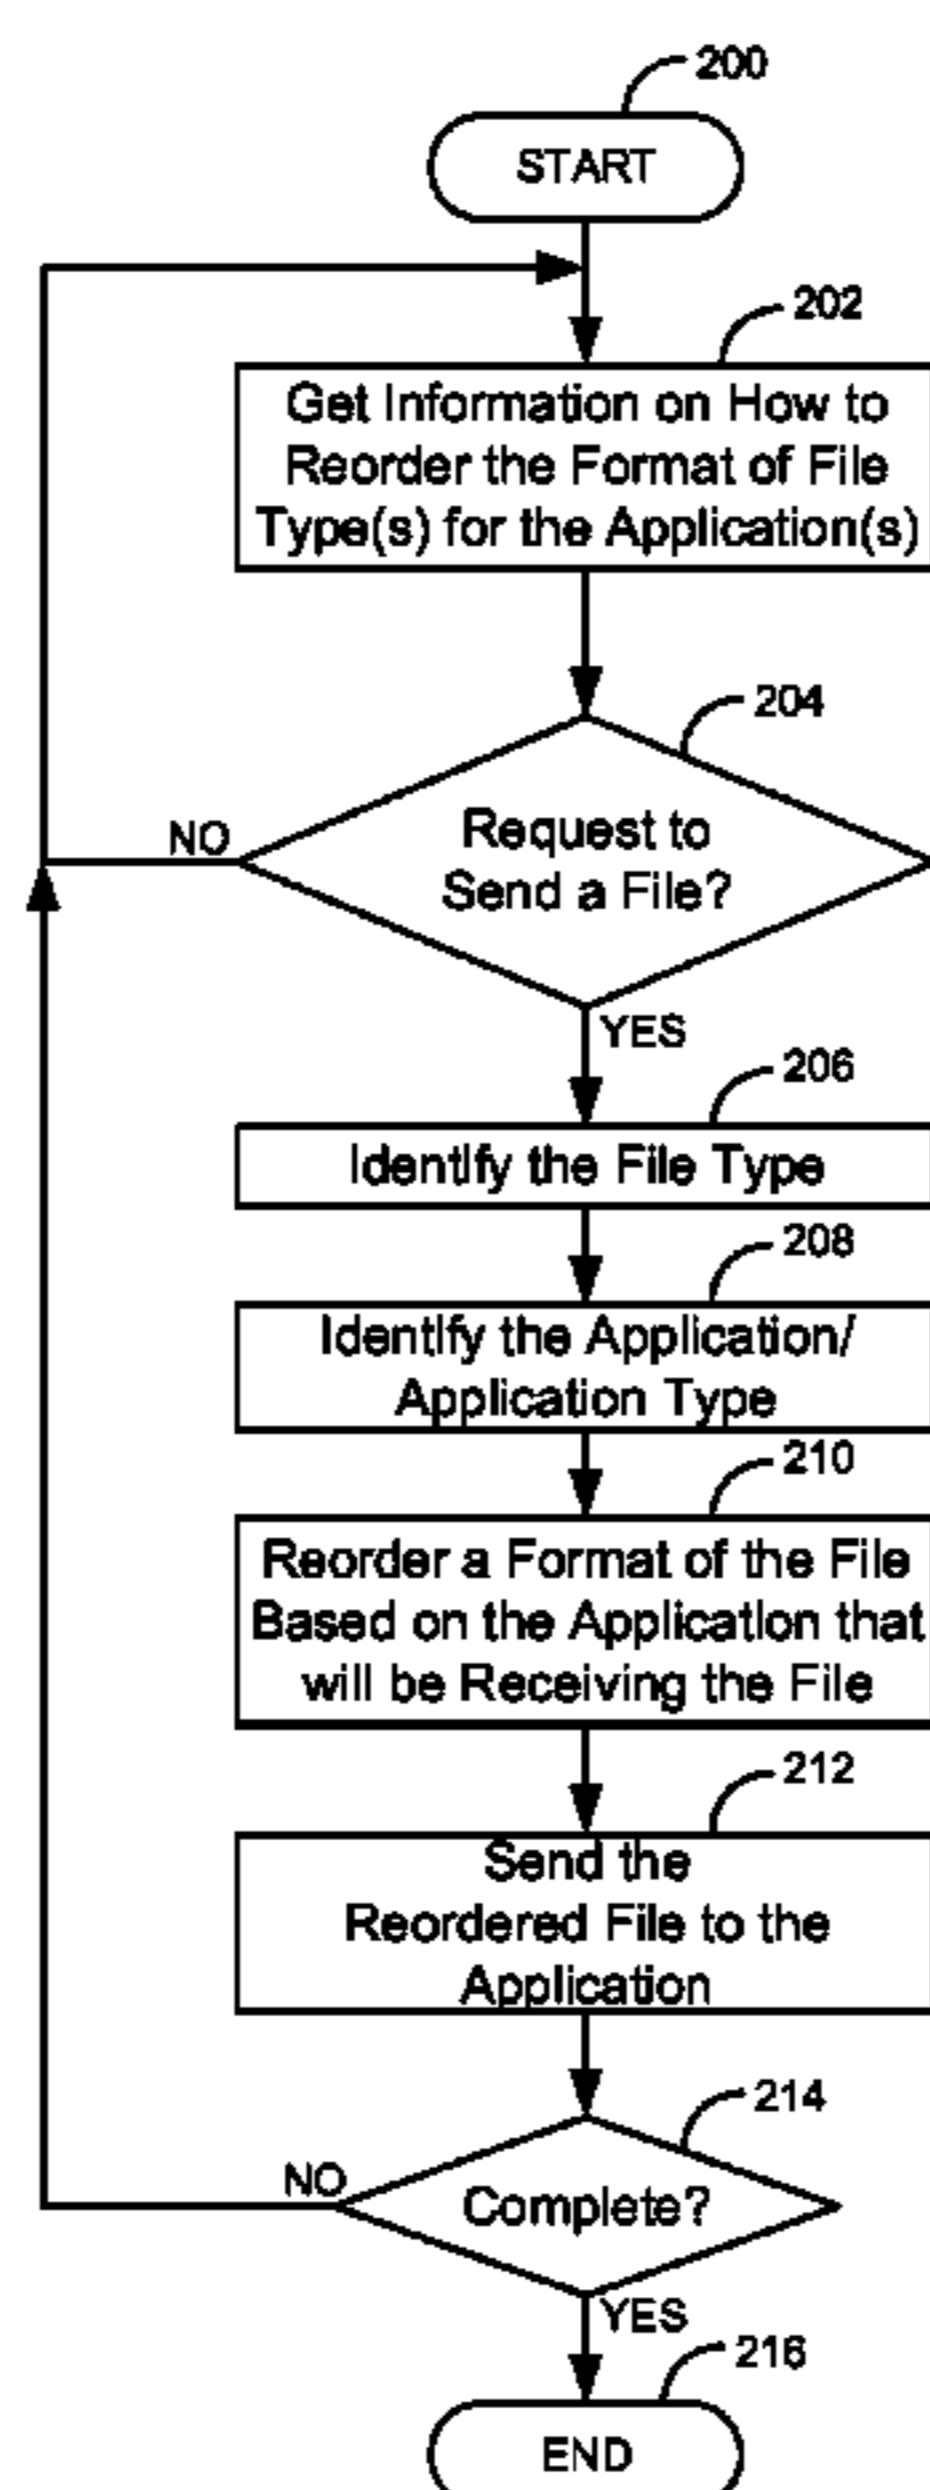 200
START
202
Get Information on How to
Reorder the Format of File
Type(s) for the Application(s)
204
Request to
Send a File?
NO
YES
206
Identify the File Type
208
Identify the Application/
Application Type
210
Reorder a Format of the File
Based on the Application that
will be Receiving the File
212
Send the
Reordered File to the
Application
214
NO
Complete?
YES
216
END